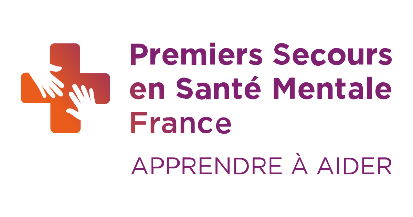 Premiers Secours
en Santé Mentale
France
APPRENDRE À AIDER